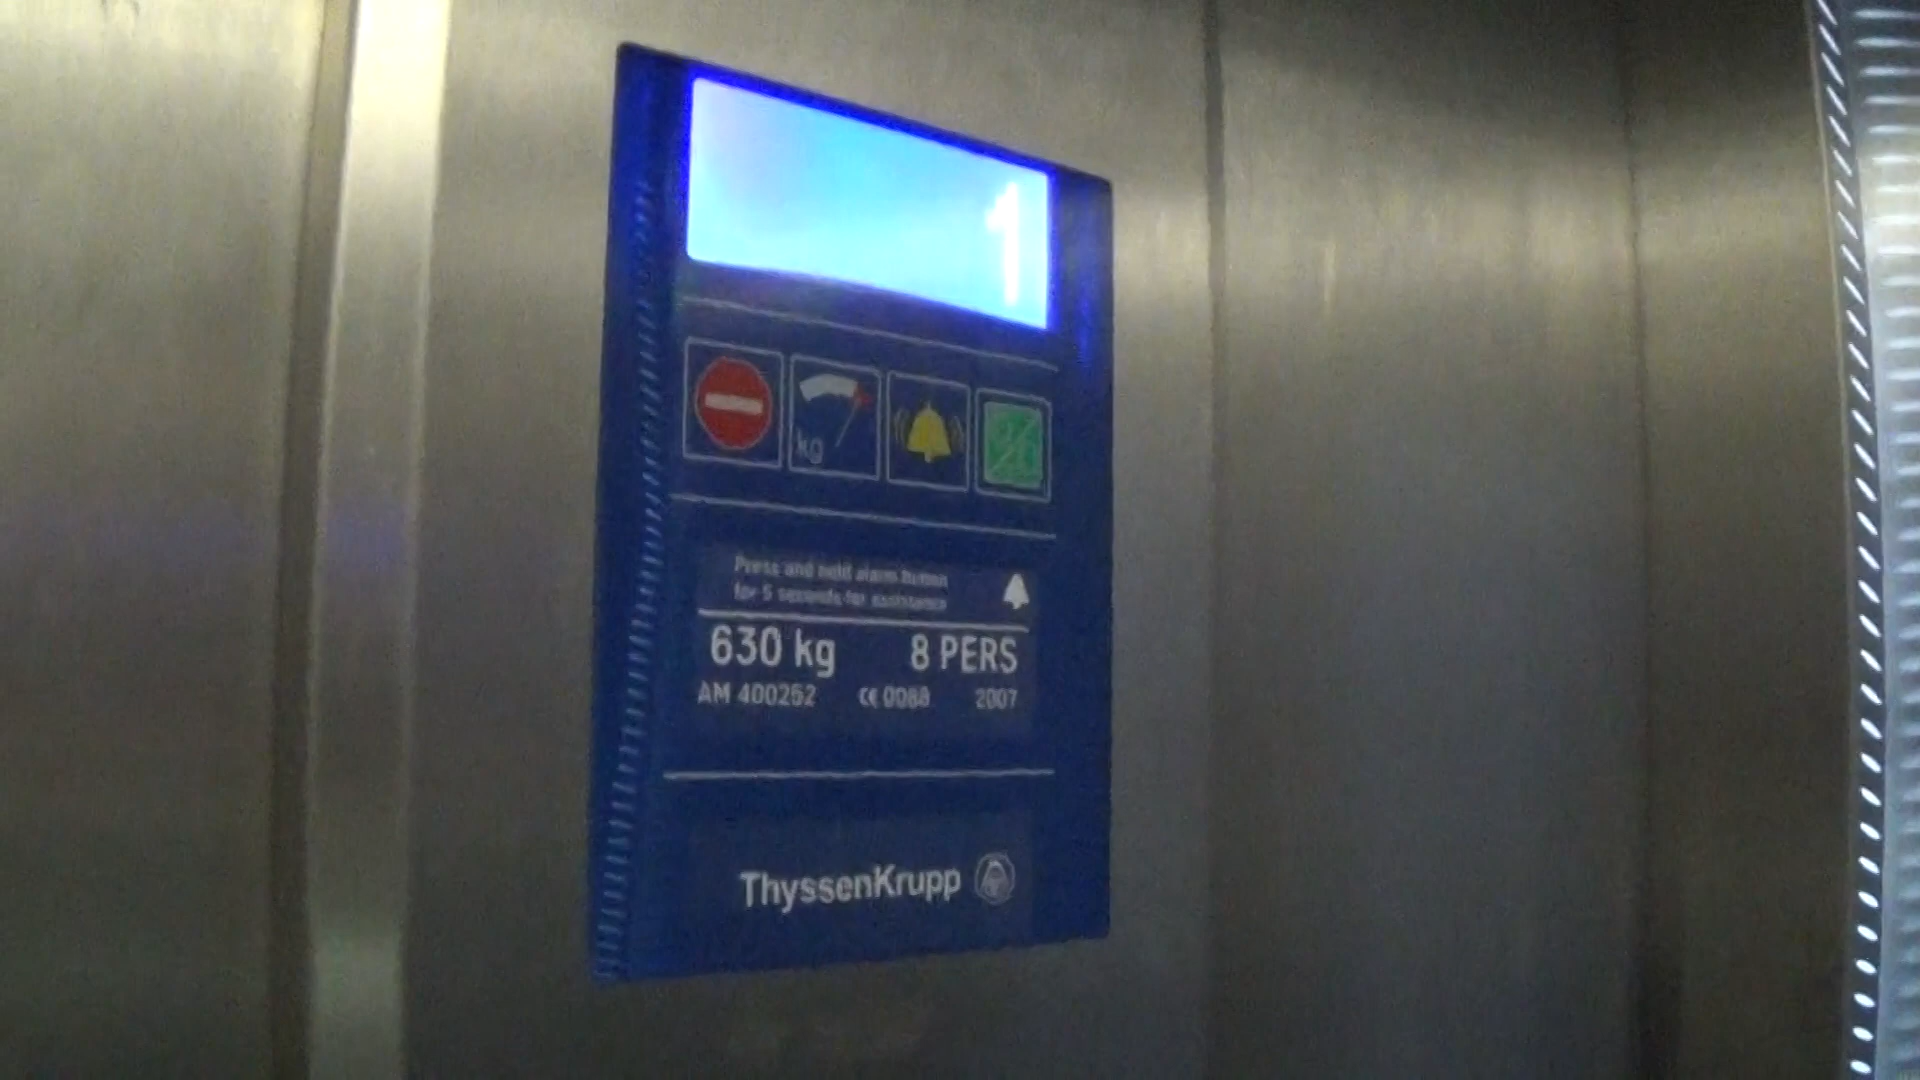 1
kg
Press and hold alarm button
for 5 seconds for assistance
630 kg 8 PERS
AM 400252 CE 0088 2007
ThyssenKrupp